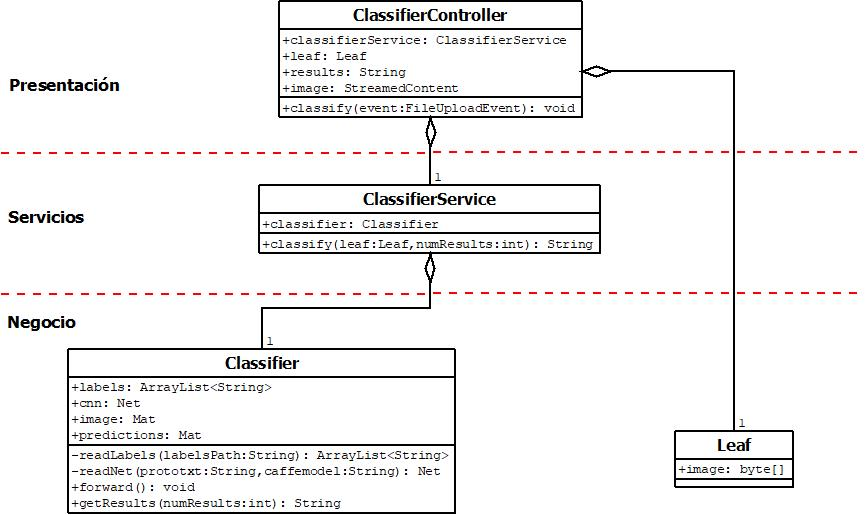 ClassifierController
+classifierService: ClassifierService
+leaf: Leaf
+results: String
+image: StreamedContent
+classify(event:FileUploadEvent): void
Presentación
1
ClassifierService
+classifier: Classifier
+classify(leaf:Leaf,numResults:int): String
Servicios
Negocio
1
Classifier
+labels: ArrayList<String>
+cnn: Net
+image: Mat
+predictions: Mat
-readLabels(labelsPath:String): ArrayList<String>
-readNet(prototxt:String,caffemodel:String): Net
+forward(): void
+getResults(numResults:int): String
1
Leaf
+image: byte[]